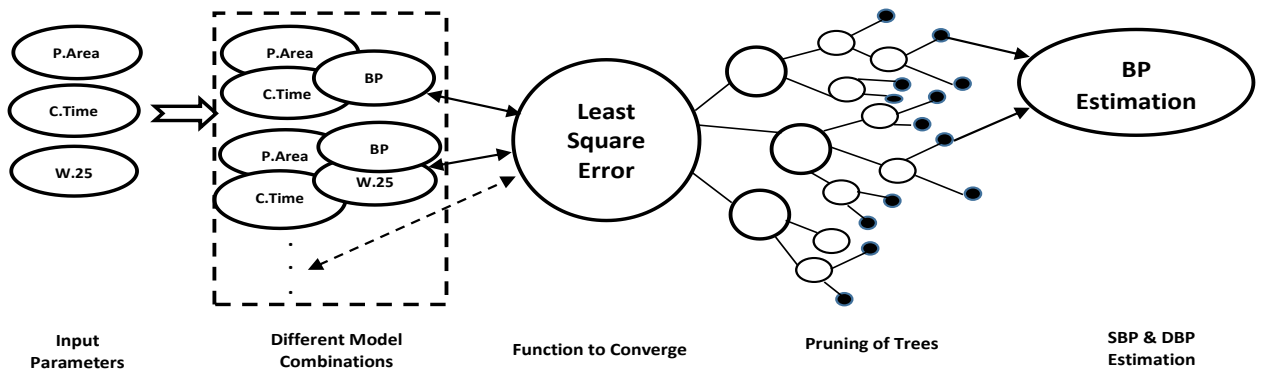 P.Area
C.Time
W.25
P.Area
C.Time
BP
P.Area
C.Time
BP
W.25
Least
Square
Error
BP
Estimation
Input
Parameters
Different Model
Combinations
Function to Converge
Pruning of Trees
SBP & DBP
Estimation